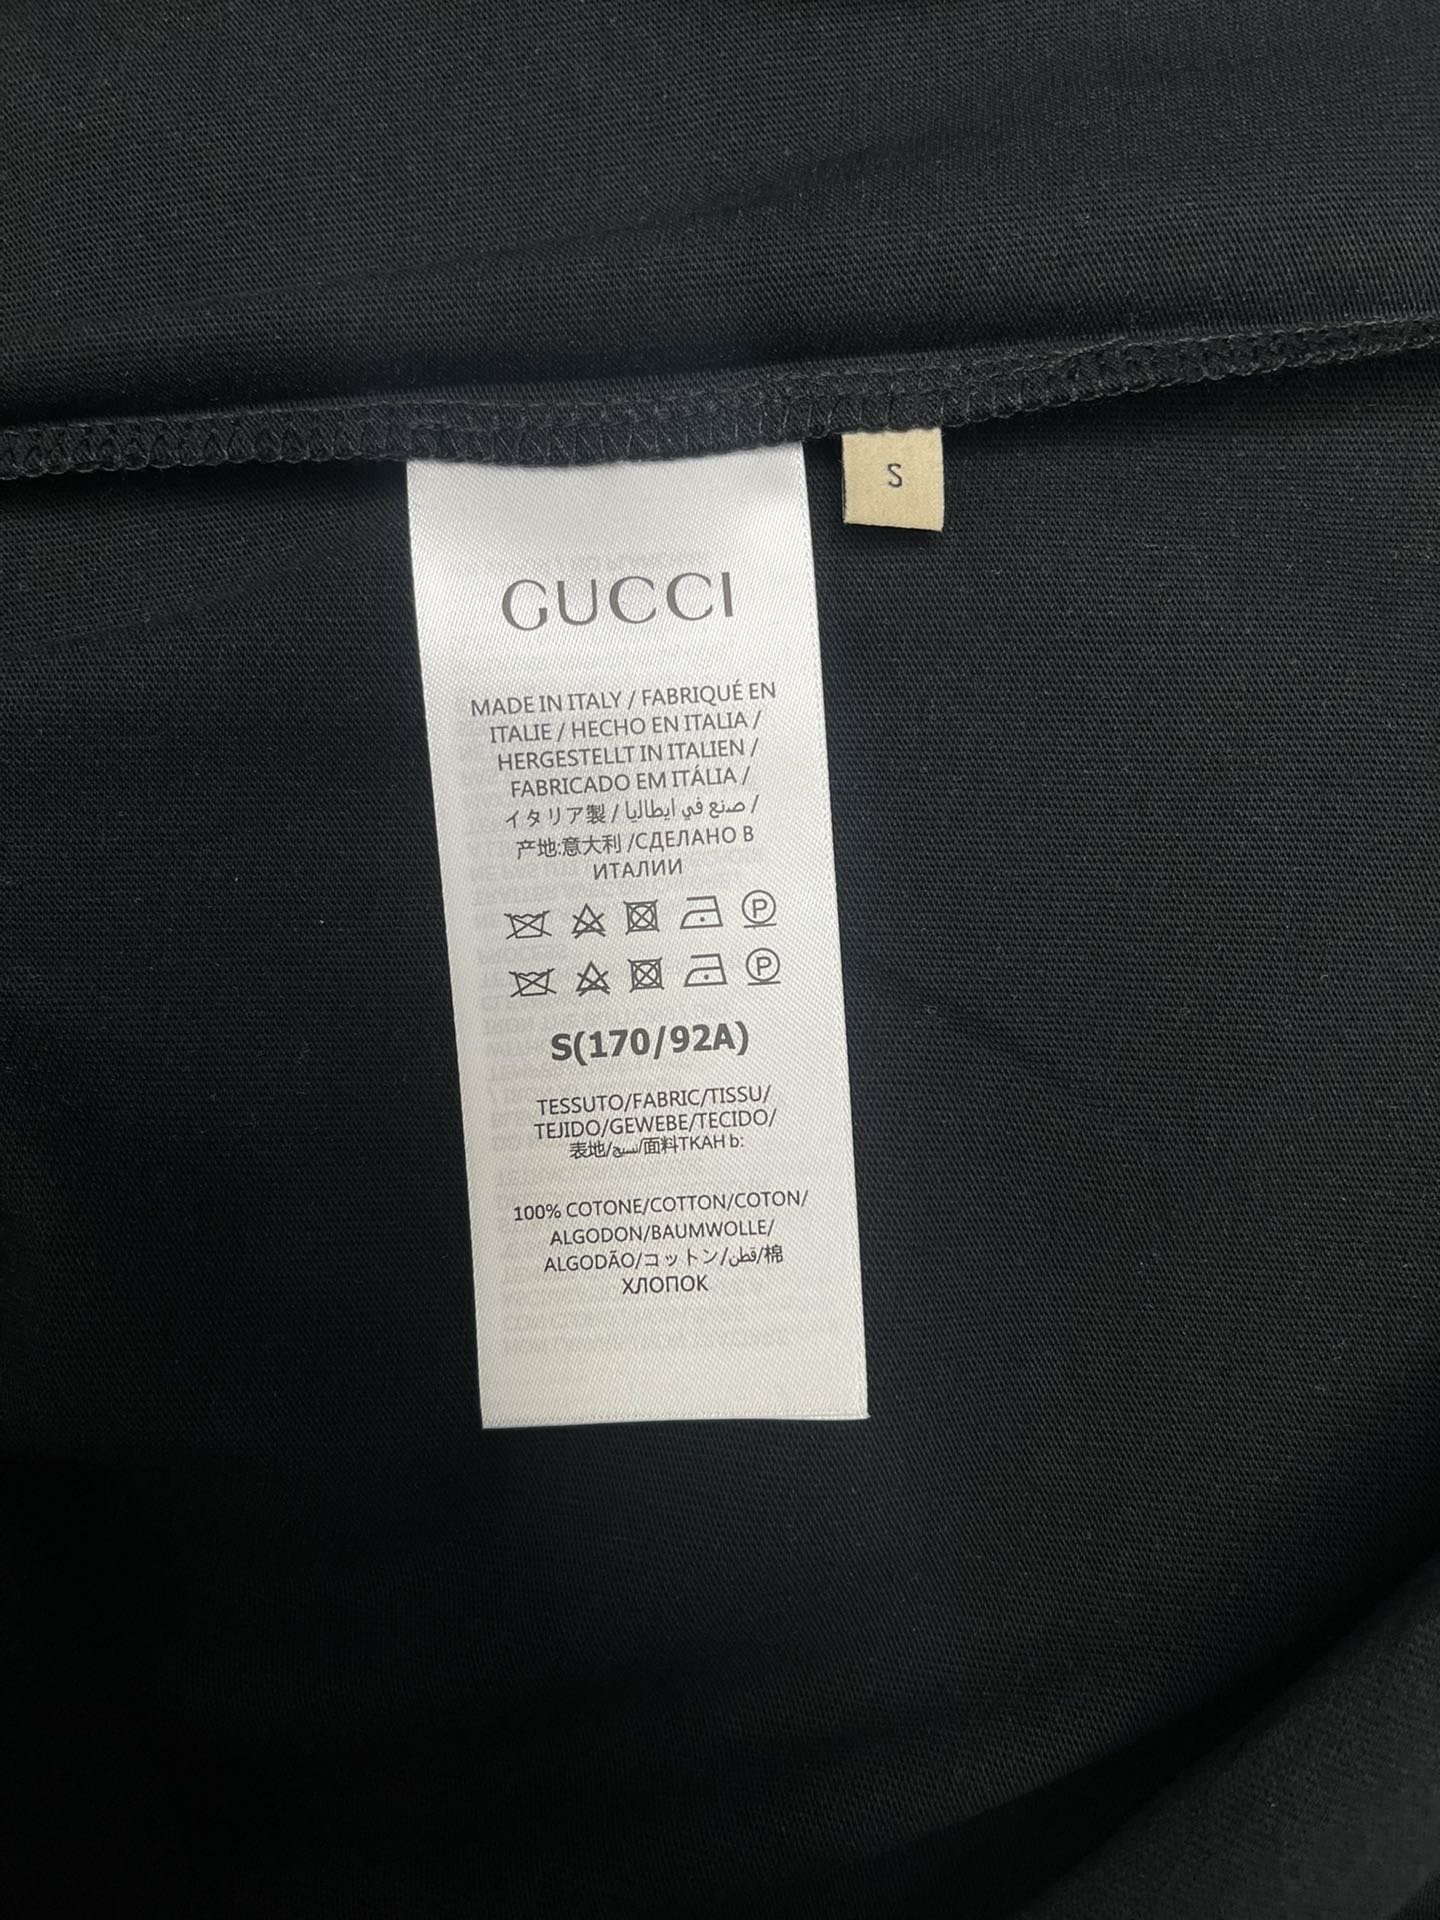 S
GUCCI
MADE IN ITALY / FABRIQUÉ EN
ITALIE / HECHO EN ITALIA /
HERGESTELLT IN ITALIEN /
FABRICADO EM ITÁLIA /
イタリア製 / صنع في ايطاليا /
产地:意大利 /СДЕЛАНО В
ИТАЛИИ
P
P
S(170/92A)
TESSUTO/FABRIC/TISSU/
TEJIDO/GEWEBE/TECIDO/
表地/نسيج/面料TKAH b:
100% COTONE/COTTON/COTON/
ALGODON/BAUMWOLLE/
ALGODÃO/コットン/قطن/棉
ХЛОПОК